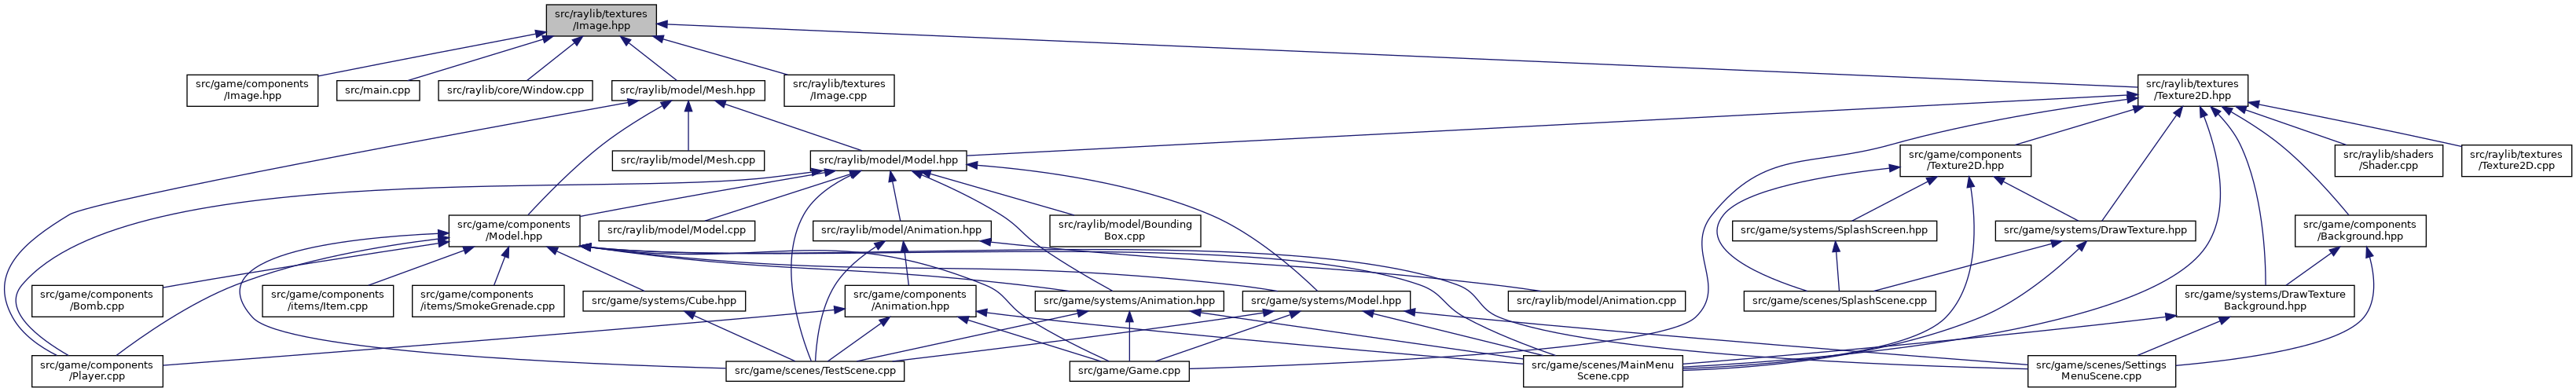 src/raylib/textures
/Image.hpp
src/game/components
/Image.hpp
src/main.cpp
src/raylib/core/Window.cpp
src/raylib/model/Mesh.hpp
src/raylib/textures
/Image.cpp
src/raylib/textures
/Texture2D.hpp
src/raylib/model/Mesh.cpp
src/raylib/model/Model.hpp
src/game/components
/Texture2D.hpp
src/raylib/shaders
/Shader.cpp
src/raylib/textures
/Texture2D.cpp
src/game/components
/Model.hpp
src/raylib/model/Model.cpp
src/raylib/model/Animation.hpp
src/raylib/model/Bounding
Box.cpp
src/game/systems/SplashScreen.hpp
src/game/systems/DrawTexture.hpp
src/game/components
/Background.hpp
src/game/components
/Bomb.cpp
src/game/components
/items/Item.cpp
src/game/components
/items/SmokeGrenade.cpp
src/game/systems/Cube.hpp
src/game/components
/Animation.hpp
src/game/systems/Animation.hpp
src/game/systems/Model.hpp
src/raylib/model/Animation.cpp
src/game/scenes/SplashScene.cpp
src/game/systems/DrawTexture
Background.hpp
src/game/components
/Player.cpp
src/game/scenes/TestScene.cpp
src/game/Game.cpp
src/game/scenes/MainMenu
Scene.cpp
src/game/scenes/Settings
MenuScene.cpp